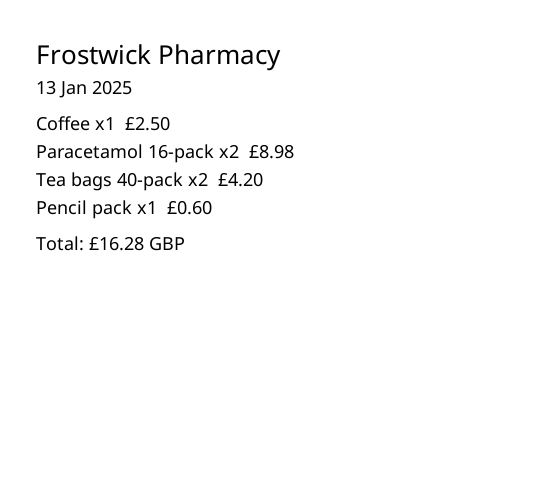 Frostwick Pharmacy
13 Jan 2025
Coffee x1  £2.50
Paracetamol 16-pack x2  £8.98
Tea bags 40-pack x2  £4.20
Pencil pack x1  £0.60
Total: £16.28 GBP